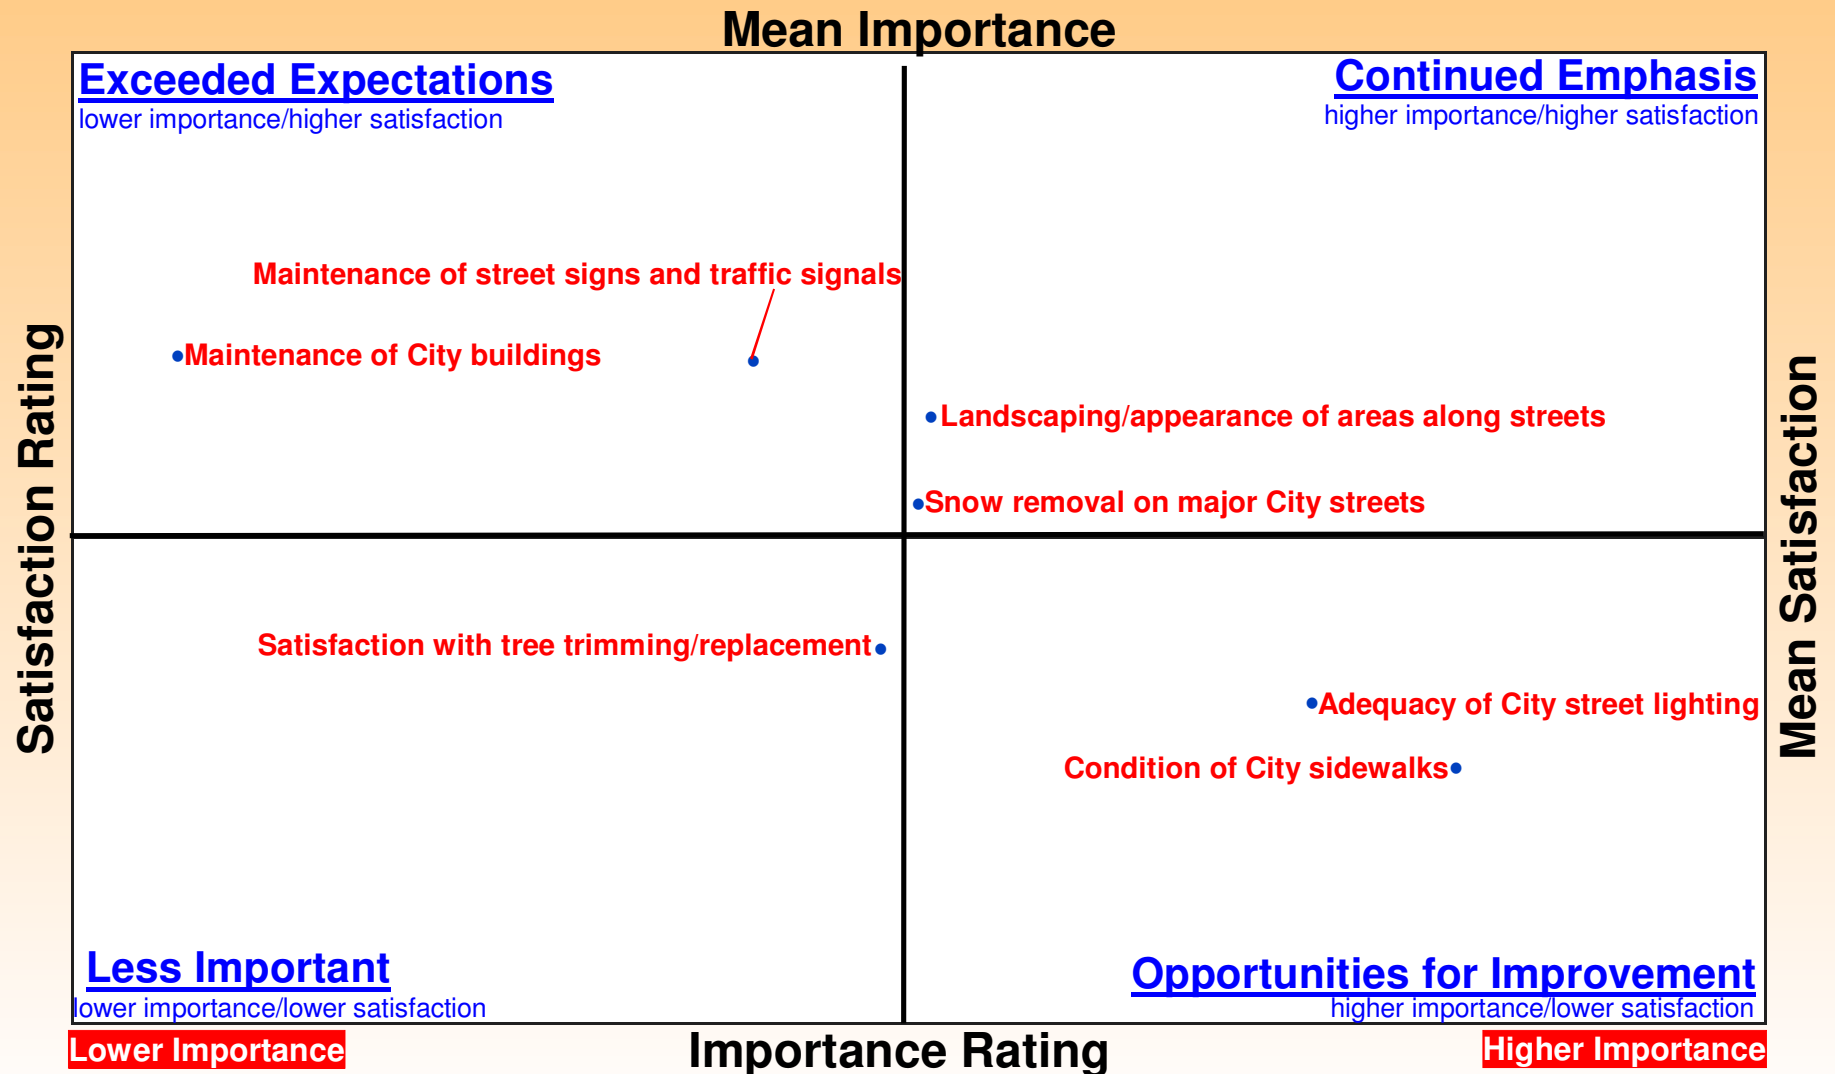 Mean Importance
Exceeded Expectations
lower importance/higher satisfaction
Continued Emphasis
higher importance/higher satisfaction
Maintenance of street signs and traffic signals
•Maintenance of City buildings
•Landscaping/appearance of areas along streets
•Snow removal on major City streets
Satisfaction Rating
Mean Satisfaction
Satisfaction with tree trimming/replacement•
•Adequacy of City street lighting
Condition of City sidewalks•
Less Important
lower importance/lower satisfaction
Opportunities for Improvement
higher importance/lower satisfaction
Lower Importance
Importance Rating
Higher Importance